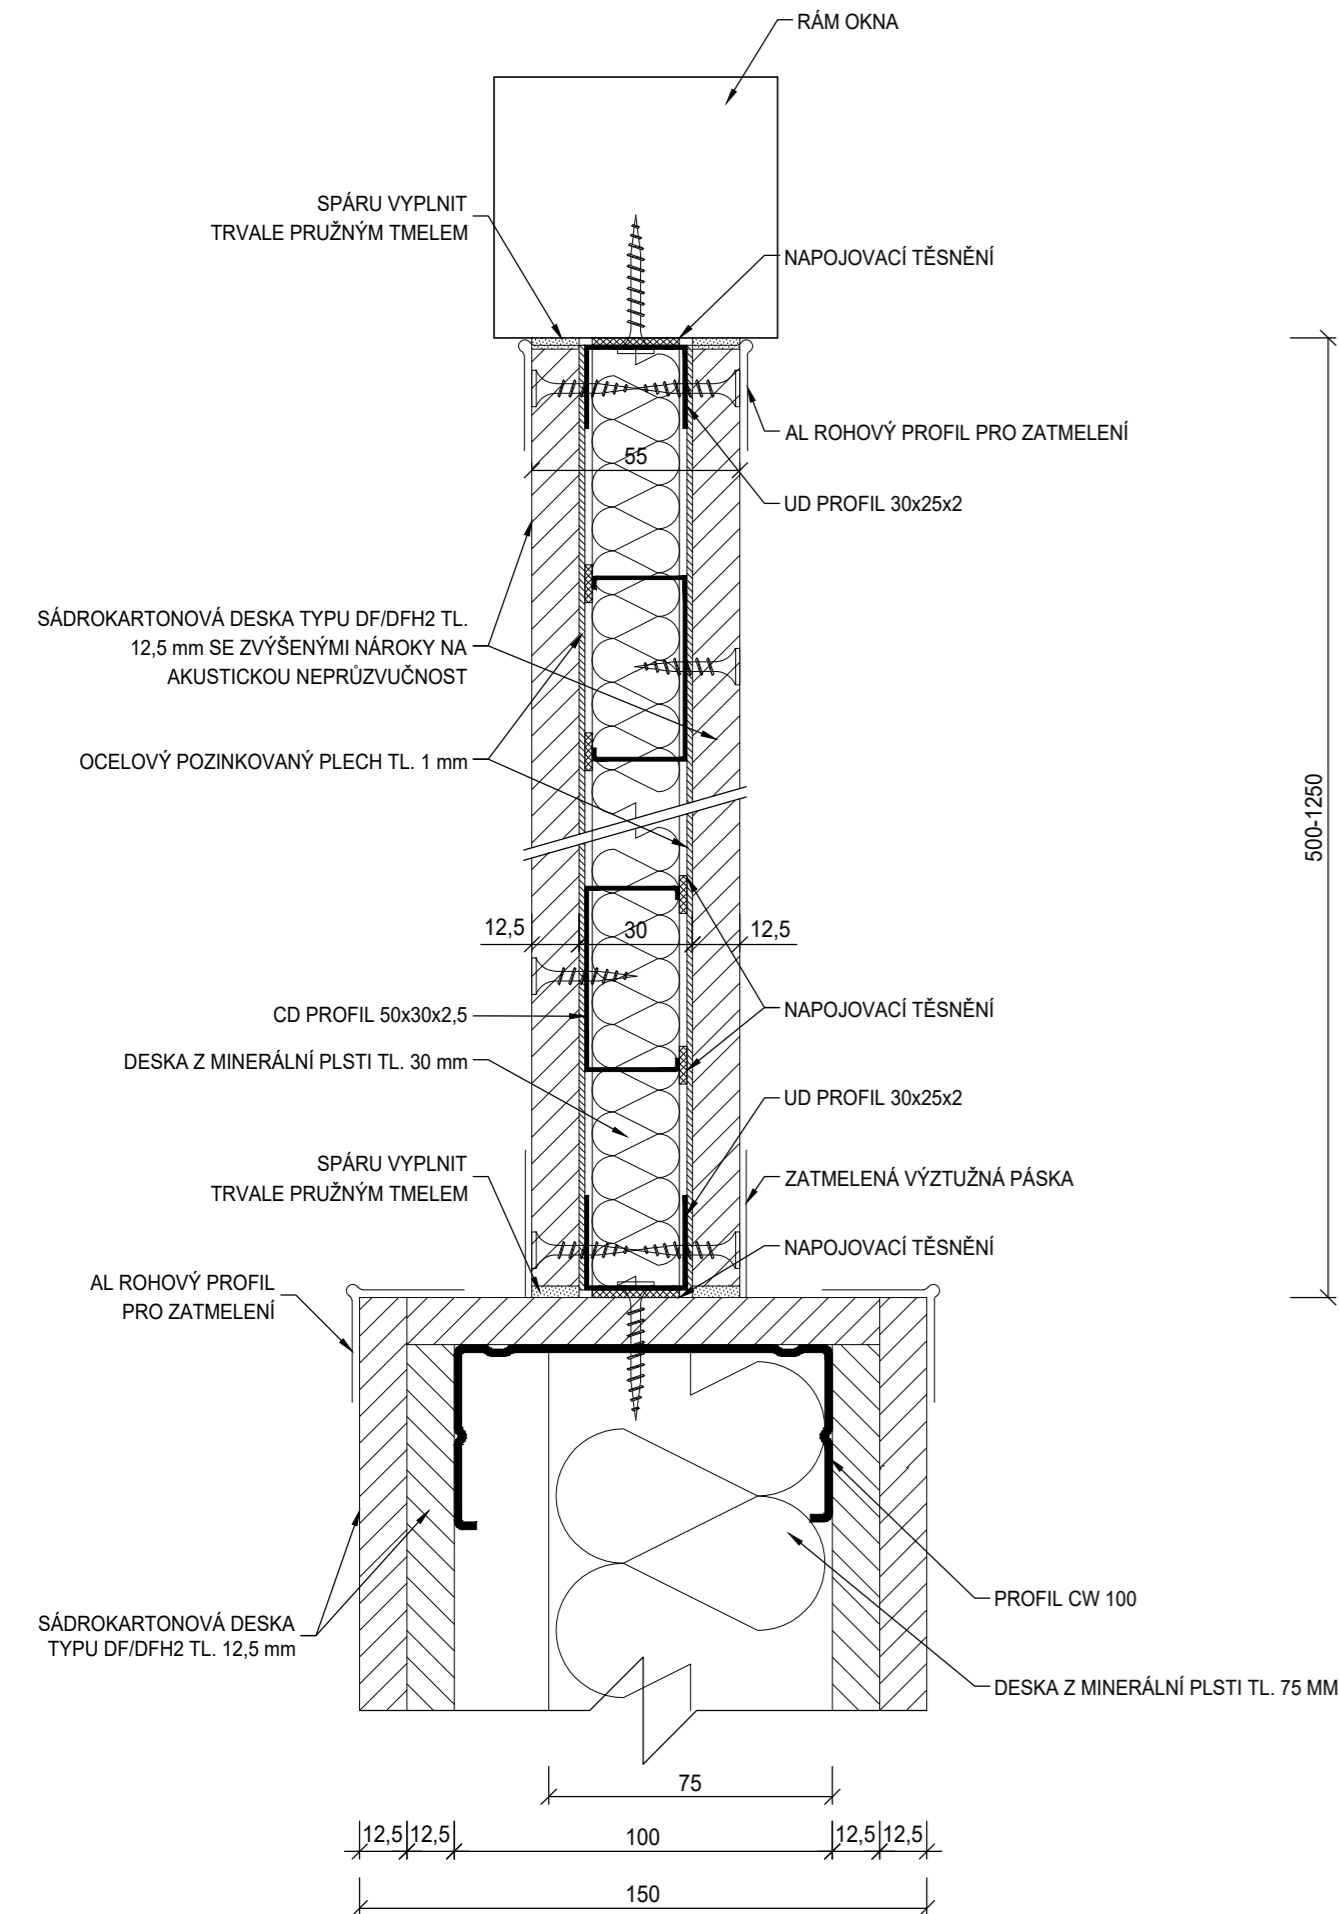 RÁM OKNA
SPÁRU VYPLNIT
TRVALE PRUŽNÝM TMELEM
NAPOJOVACÍ TĚSNĚNÍ
AL ROHOVÝ PROFIL PRO ZATMELENÍ
55
UD PROFIL 30x25x2
SÁDROKARTONOVÁ DESKA TYPU DF/DFH2 TL.
12,5 mm SE ZVÝŠENÝMI NÁROKY NA
AKUSTICKOU NEPRŮZVUČNOST
OCELOVÝ POZINKOVANÝ PLECH TL. 1 mm
500-1250
12,5
30
12,5
CD PROFIL 50x30x2,5
NAPOJOVACÍ TĚSNĚNÍ
DESKA Z MINERÁLNÍ PLSTI TL. 30 mm
UD PROFIL 30x25x2
SPÁRU VYPLNIT
TRVALE PRUŽNÝM TMELEM
ZATMELENÁ VÝZTUŽNÁ PÁSKA
NAPOJOVACÍ TĚSNĚNÍ
AL ROHOVÝ PROFIL
PRO ZATMELENÍ
PROFIL CW 100
SÁDROKARTONOVÁ DESKA
TYPU DF/DFH2 TL. 12,5 mm
DESKA Z MINERÁLNÍ PLSTI TL. 75 MM
75
12,5
12,5
100
12,5
12,5
150